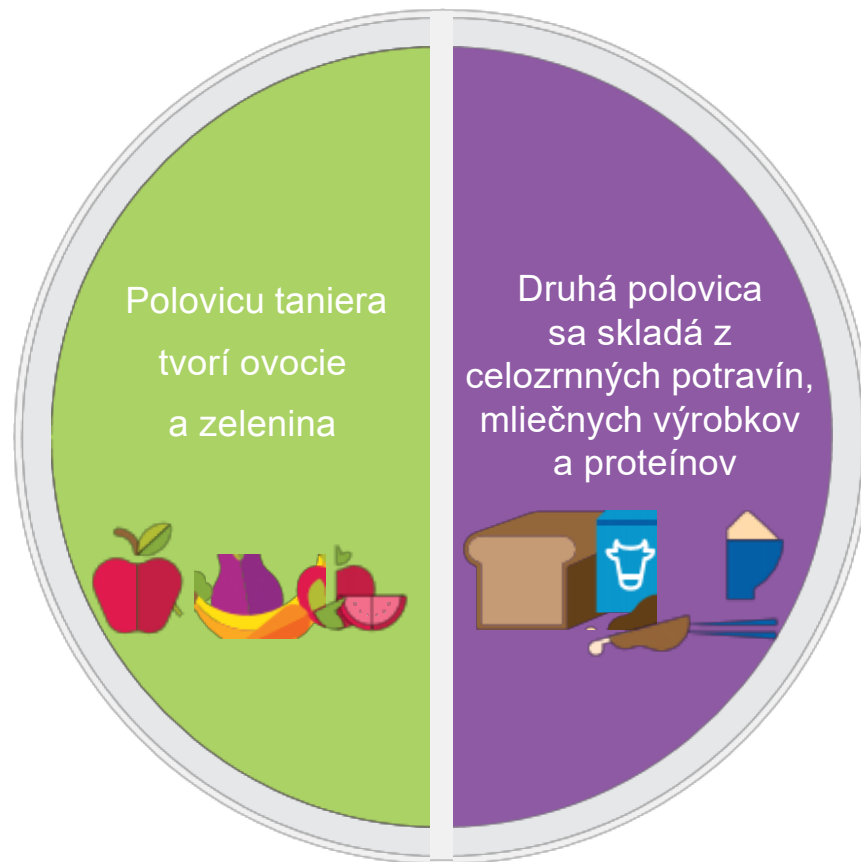 Polovicu taniera
tvorí ovocie
a zelenina
Druhá polovica
sa skladá z
celozrnných potravín,
mliečnych výrobkov
a proteínov